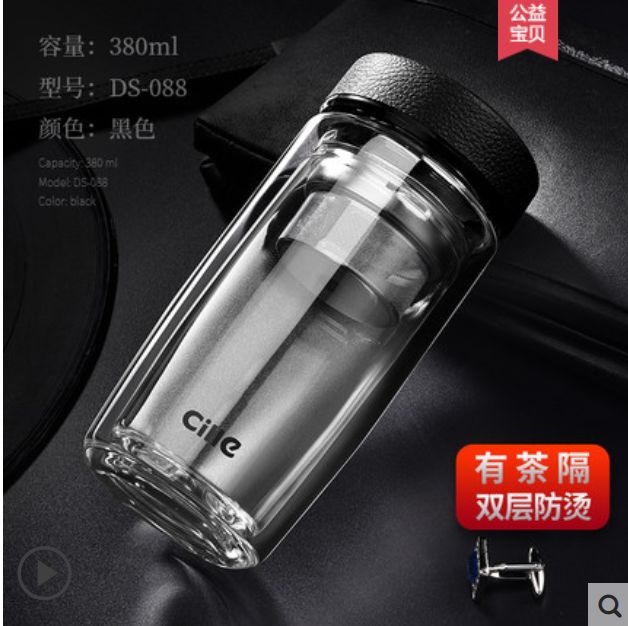 公益
宝贝
容量：380ml
型号：DS-088
颜色：黑色
Capacity: 380 ml
Model: DS-088
Color: black
Cille
有茶隔
双层防烫